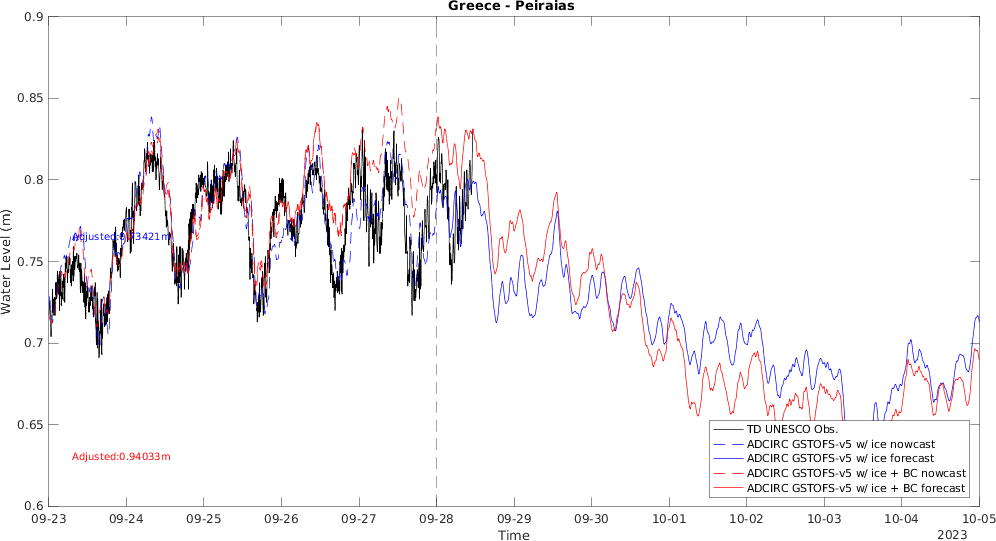 Greece - Peiraias
Water Level (m)
0.9
0.85
0.8
0.75
0.7
0.65
0.6
Adjusted:0.94033m
TD UNESCO Obs.
ADCIRC GSTOFS-v5 w/ ice nowcast
ADCIRC GSTOFS-v5 w/ ice forecast
ADCIRC GSTOFS-v5 w/ ice + BC nowcast
ADCIRC GSTOFS-v5 w/ ice + BC forecast
09-23 09-24 09-25 09-26 09-27 09-28 09-29 09-30 10-01 10-02 10-03 10-04 10-05
Time
2023